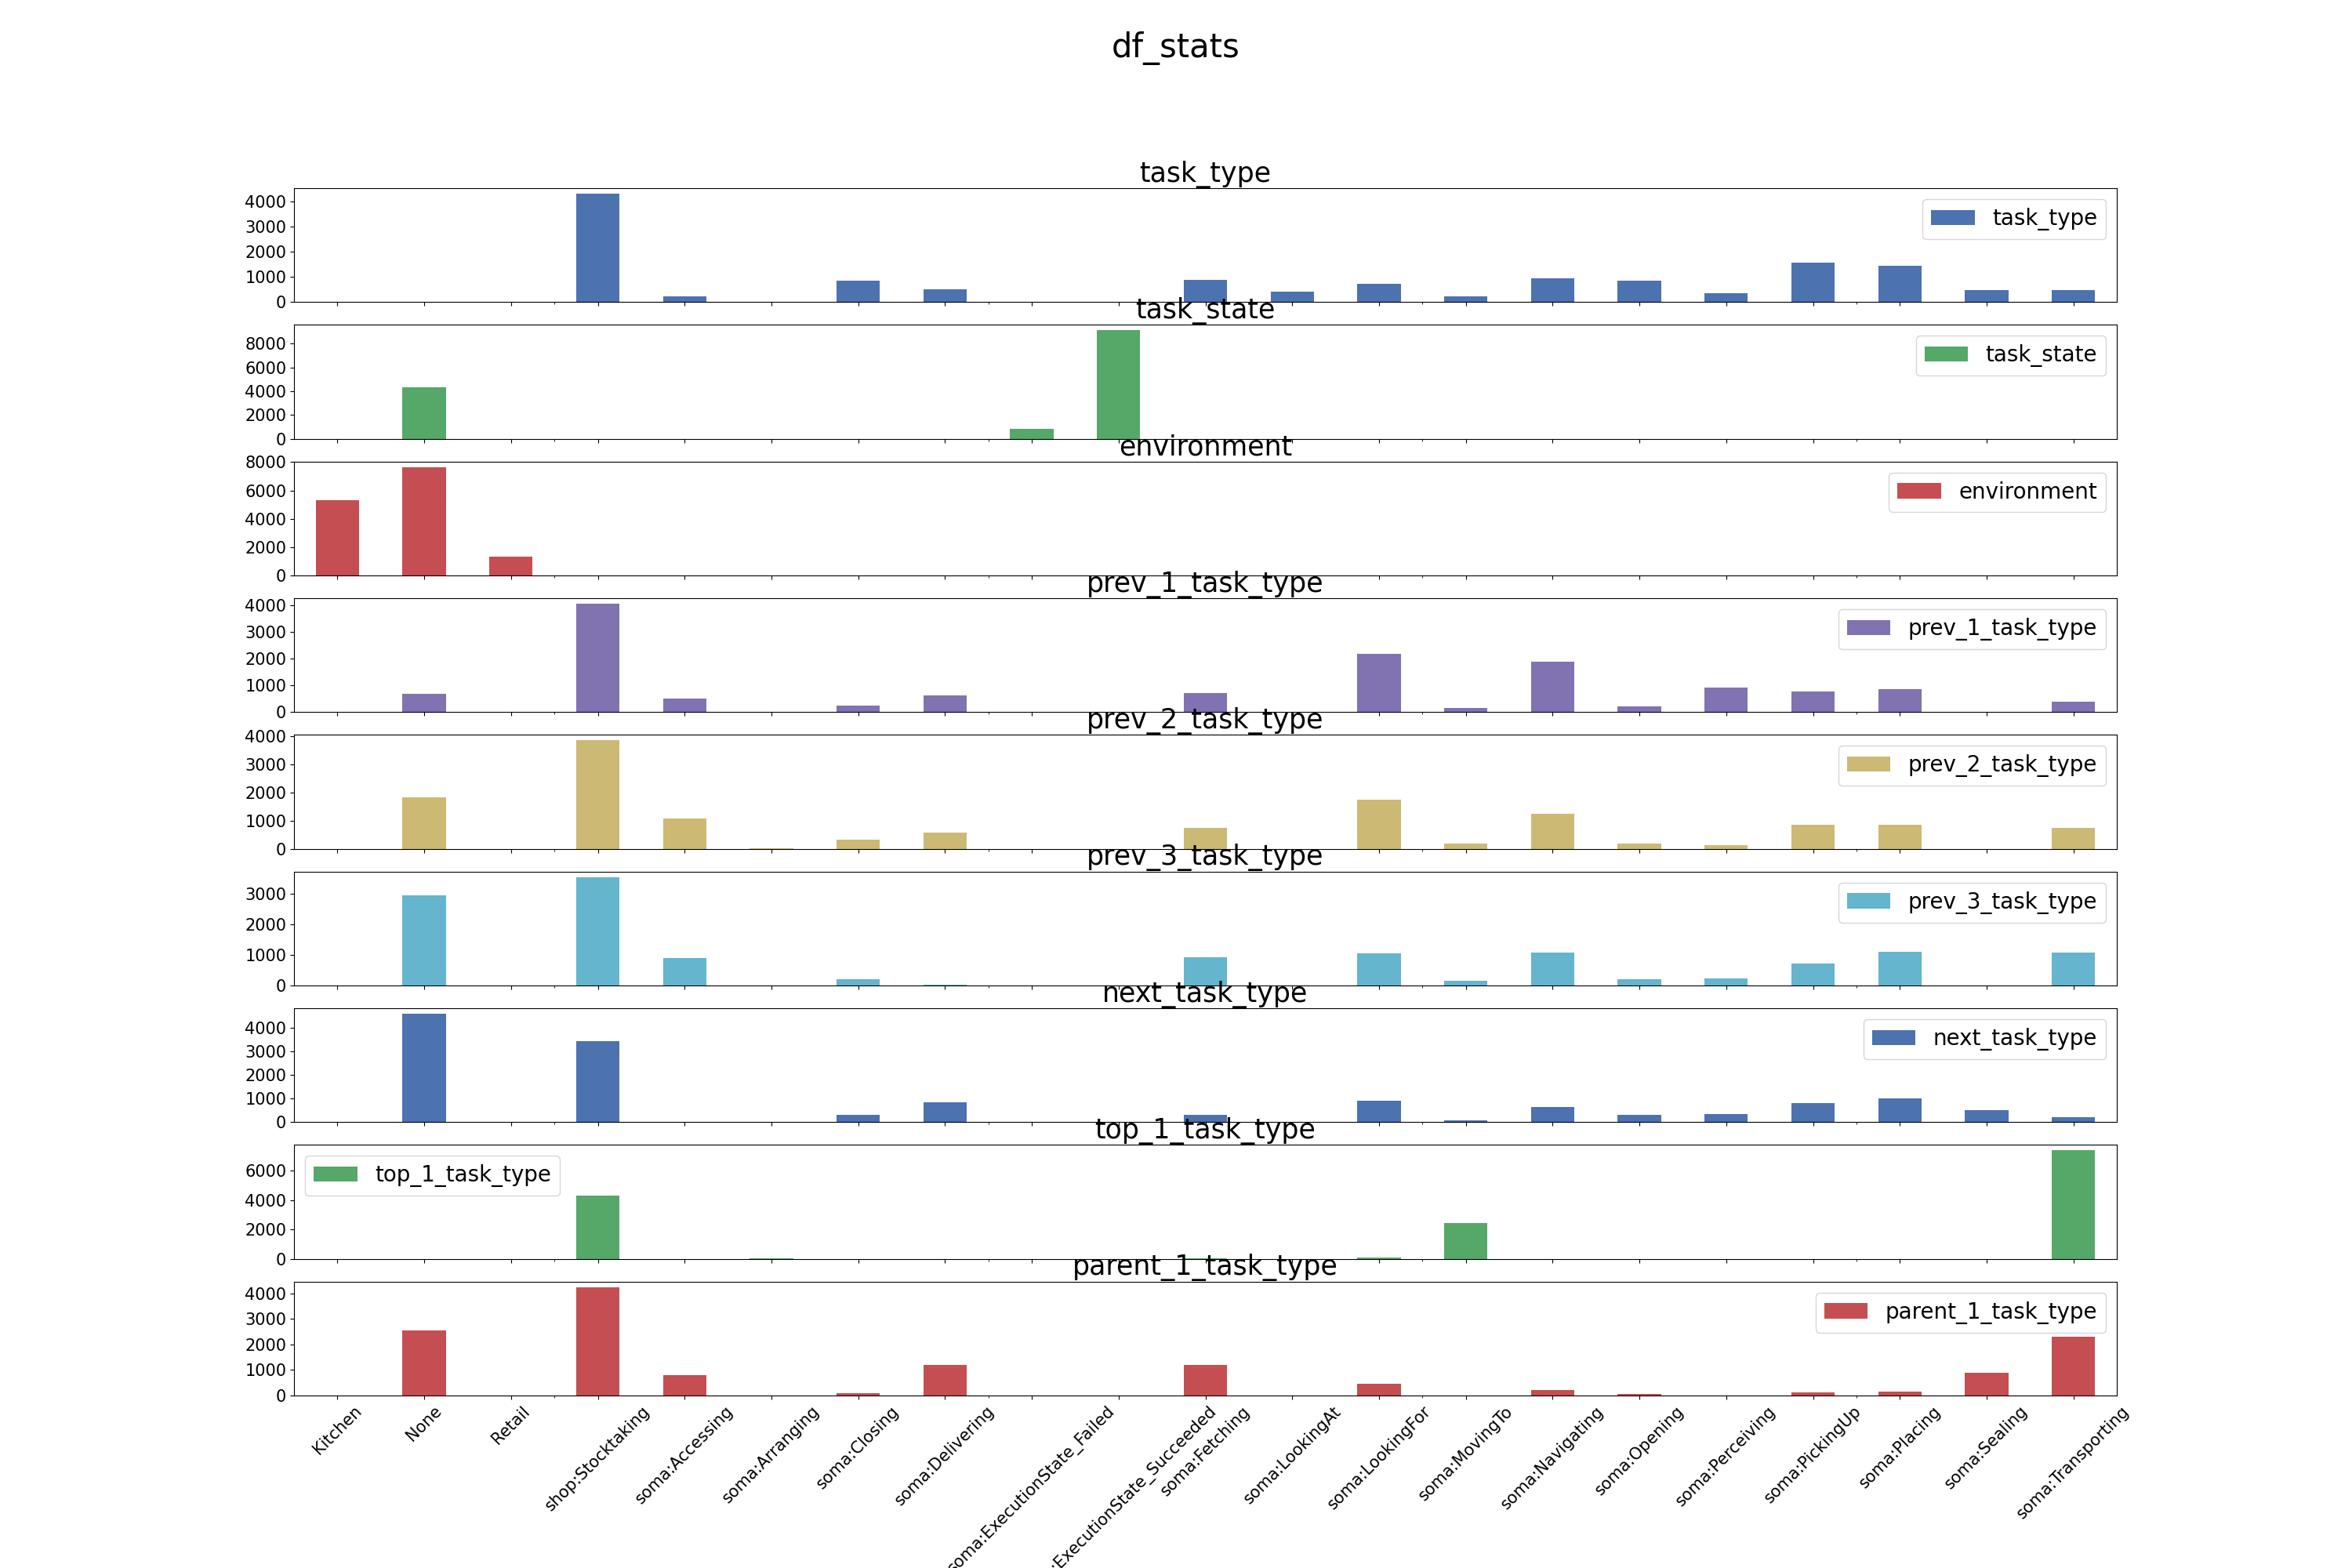 df_stats
task_type
4000
3000
2000
1000
0
task_type
task_state
8000
6000
4000
2000
0
task_state
environment
8000
6000
4000
2000
0
environment
prev_1_task_type
4000
3000
2000
1000
0
prev_1_task_type
prev_2_task_type
4000
3000
2000
1000
0
prev_2_task_type
prev_3_task_type
3000
2000
1000
0
prev_3_task_type
next_task_type
4000
3000
2000
1000
0
next_task_type
top_1_task_type
6000
4000
2000
0
top_1_task_type
parent_1_task_type
4000
3000
2000
1000
0
parent_1_task_type
Kitchen
None
Retail
shop:Stocktaking
soma:Accessing
soma:Arranging
soma:Closing
soma:Delivering
soma:ExecutionState_Failed
:ExecutionState_Succeeded
soma:Fetching
soma:LookingAt
soma:LookingFor
soma:MovingTo
soma:Navigating
soma:Opening
soma:Perceiving
soma:PickingUp
soma:Placing
soma:Sealing
soma:Transporting